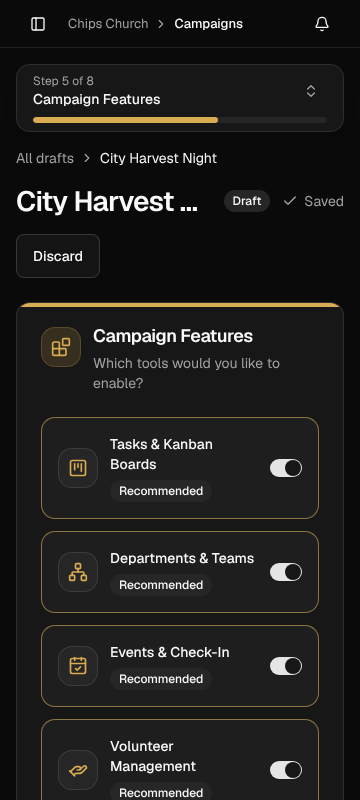 Chips Church > Campaigns
Step 5 of 8
Campaign Features
All drafts > City Harvest Night
City Harvest ...
Draft
Saved
Discard
Campaign Features
Which tools would you like to
enable?
Tasks & Kanban
Boards
Recommended
Departments & Teams
Recommended
Events & Check-In
Recommended
Volunteer
Management
Recommended